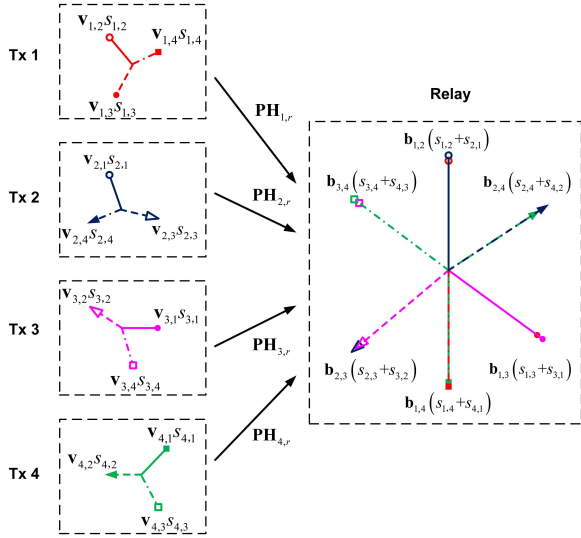 Tx 1
v1,2s1,2
v1,4s1,4
v1,3s1,3
PH1,r
Tx 2
v2,1s2,1
v2,4s2,4
v2,3s2,3
PH2,r
Tx 3
v3,2s3,2
v3,1s3,1
v3,4s3,4
PH3,r
Tx 4
v4,1s4,1
v4,2s4,2
v4,3s4,3
PH4,r
Relay
b1,2(s1,2+s2,1)
b3,4(s3,4+s4,3)
b2,4(s2,4+s4,2)
b2,3(s2,3+s3,2)
b1,3(s1,3+s3,1)
b1,4(s1,4+s4,1)